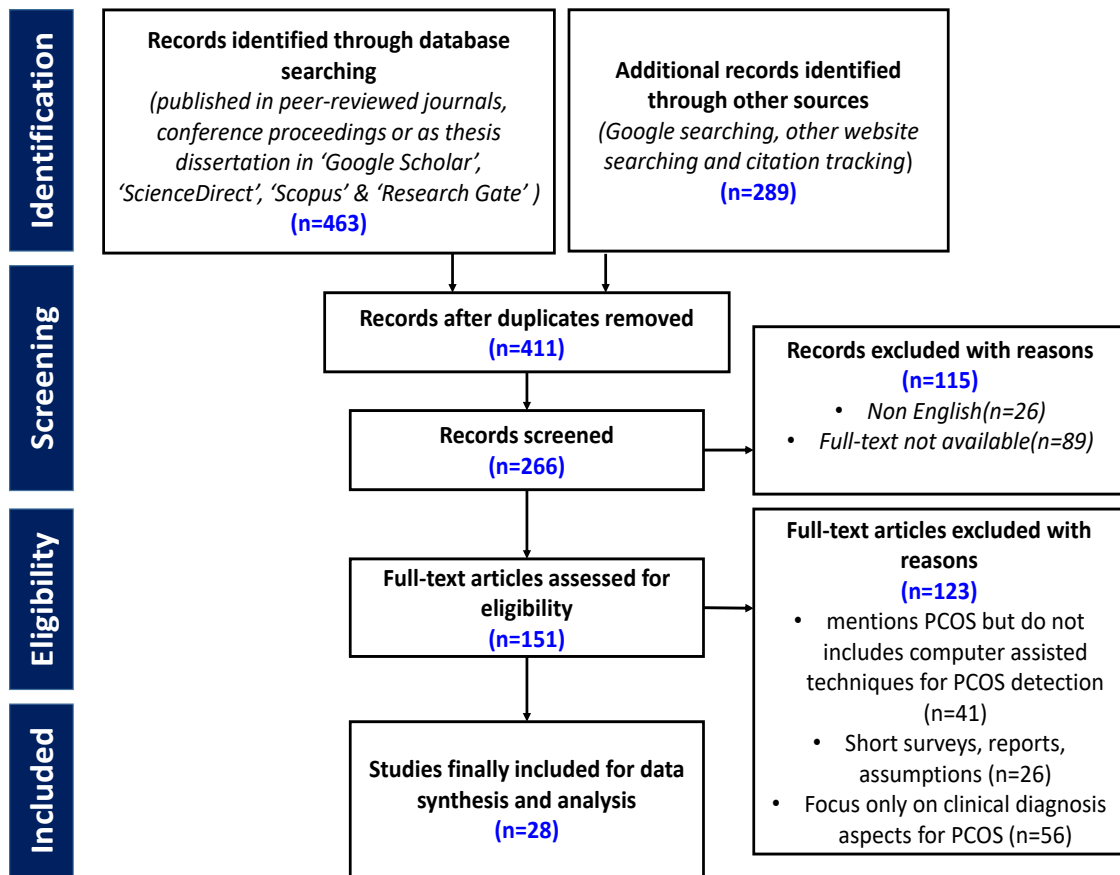 Identification
Records identified through database
searching
(published in peer-reviewed journals,
conference proceedings or as thesis
dissertation in ‘Google Scholar’,
‘ScienceDirect’, ‘Scopus’ & ‘Research Gate’ )
(n=463)
Additional records identified
through other sources
(Google searching, other website
searching and citation tracking)
(n=289)
Screening
Records after duplicates removed
(n=411)
Records screened
(n=266)
Records excluded with reasons
(n=115)
• Non English(n=26)
• Full-text not available(n=89)
Eligibility
Full-text articles assessed for
eligibility
(n=151)
Full-text articles excluded with
reasons
(n=123)
• mentions PCOS but do not
includes computer assisted
techniques for PCOS detection
(n=41)
• Short surveys, reports,
assumptions (n=26)
• Focus only on clinical diagnosis
aspects for PCOS (n=56)
Included
Studies finally included for data
synthesis and analysis
(n=28)